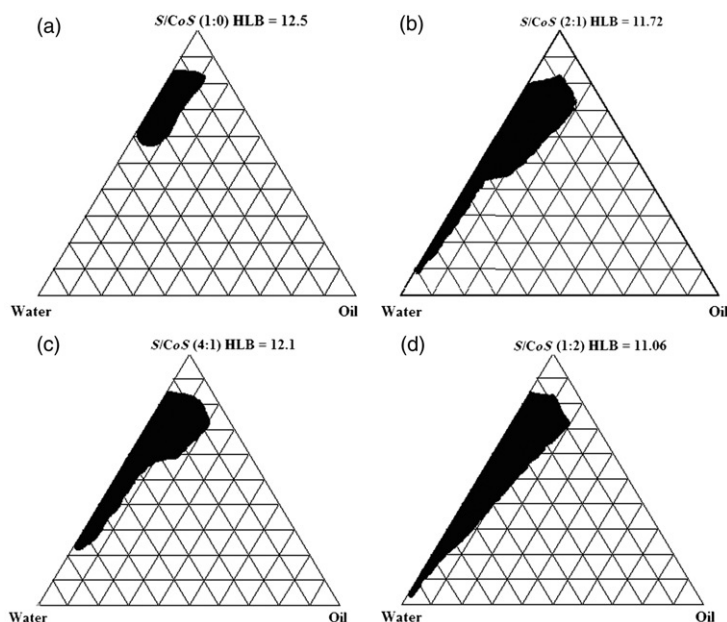 (a)
S/CoS (1:0) HLB = 12.5
Water
Oil
(b)
S/CoS (2:1) HLB = 11.72
Water
Oil
(c)
S/CoS (4:1) HLB = 12.1
Water
Oil
(d)
S/CoS (1:2) HLB = 11.06
Water
Oil